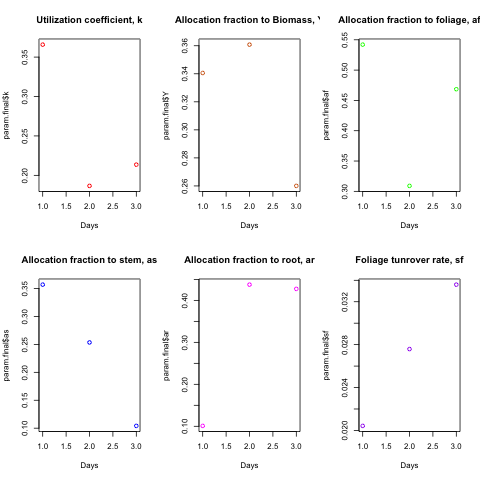 Utilization coefficient, k
param.final$k
0.20
0.25
0.30
0.35
1.0 1.5 2.0 2.5 3.0
Days
Allocation fraction to Biomass, Y
param.final$Y
0.26
0.28
0.30
0.32
0.34
0.36
1.0 1.5 2.0 2.5 3.0
Days
Allocation fraction to foliage, af
param.final$af
0.30
0.35
0.40
0.45
0.50
0.55
1.0 1.5 2.0 2.5 3.0
Days
Allocation fraction to stem, as
param.final$as
0.10
0.15
0.20
0.25
0.30
0.35
1.0 1.5 2.0 2.5 3.0
Days
Allocation fraction to root, ar
param.final$ar
0.10
0.20
0.30
0.40
1.0 1.5 2.0 2.5 3.0
Days
Foliage tunrover rate, sf
param.final$sf
0.020
0.024
0.028
0.032
1.0 1.5 2.0 2.5 3.0
Days